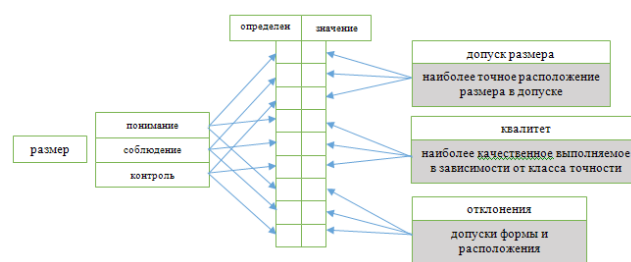 определен значение
допуск размера
наиболее точное расположение
размера в допуске
размер
понимание
соблюдение
контроль
квалитет
наиболее качественное выполняемое
в зависимости от класса точности
отклонения
допуски формы и
расположения